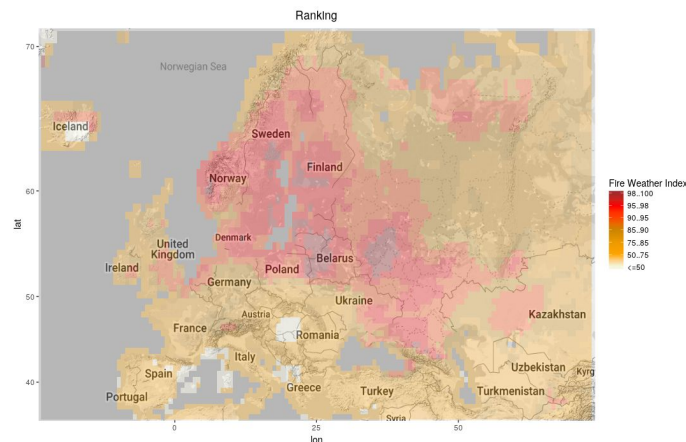 Ranking
70
Norwegian Sea
Iceland
Sweden
Finland
Norway
60
lat
Denmark
United
Kingdom
Ireland
Poland
Belarus
Germany
50
Ukraine
Austria
France
Romania
Kazakhstan
Italy
Spain
40
Portugal
Greece
Turkey
Uzbekistan
Kyrg
Turkmenistan
Syria
0
25
50
lon
Fire Weather Index
98..100
95..98
90..95
85..90
75..85
50..75
<=50